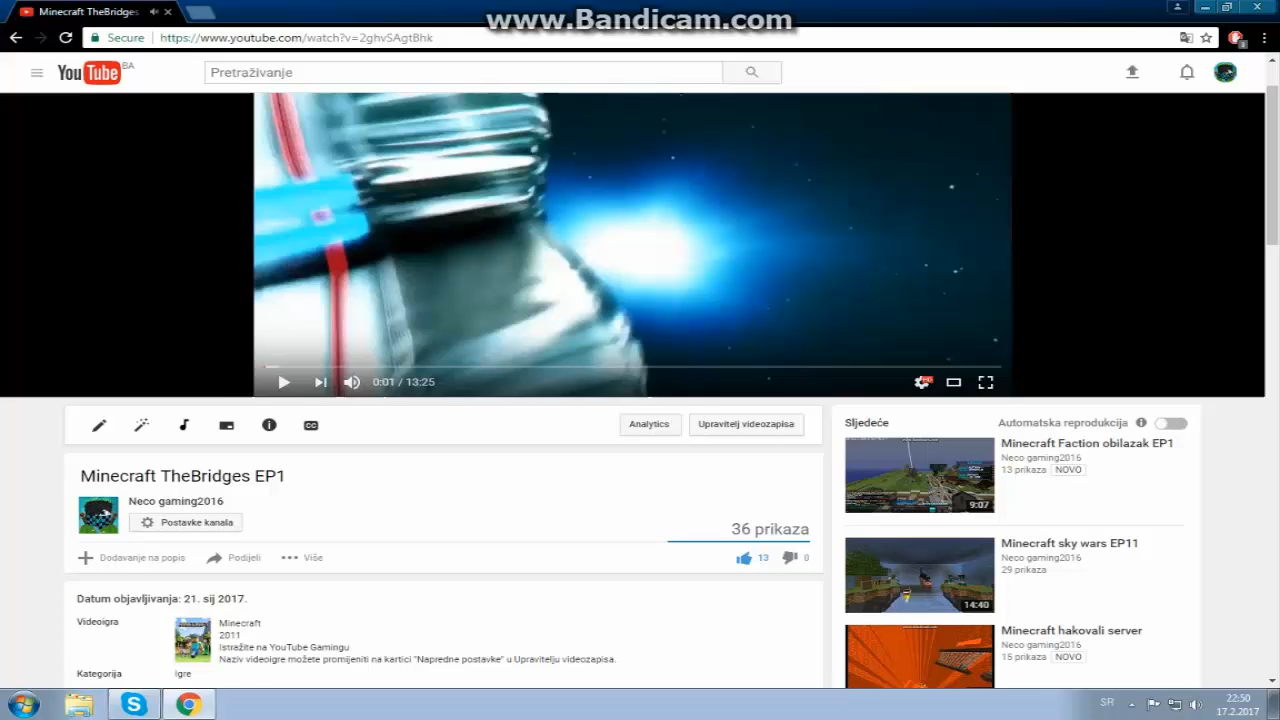 Minecraft TheBridges
www.Bandicam.com
Secure
https://www.youtube.com/watch?v=2ghvSAgtBhk
YouTube BA
Pretraživanje
0:01 / 13:25
HD
CC
Analytics
Upravitelj videozapisa
Minecraft TheBridges EP1
Neco gaming2016
Postavke kanala
36 prikaza
Dodavanje na popis
Podijeli
Više
13
0
Datum objavljivanja: 21. sij 2017.
Videoigra
Minecraft
2011
Istražite na YouTube Gamingu
Naziv videoigre možete promijeniti na kartici "Napredne postavke" u Upravitelju videozapisa.
Kategorija
Igre
Sljedeće
Automatska reprodukcija
Minecraft Faction obilazak EP1
Neco gaming2016
13 prikaza NOVO
9:07
Minecraft sky wars EP11
Neco gaming2016
29 prikaza
14:40
Minecraft hakovali server
Neco gaming2016
15 prikaza NOVO
SR
22:50
17.2.2017